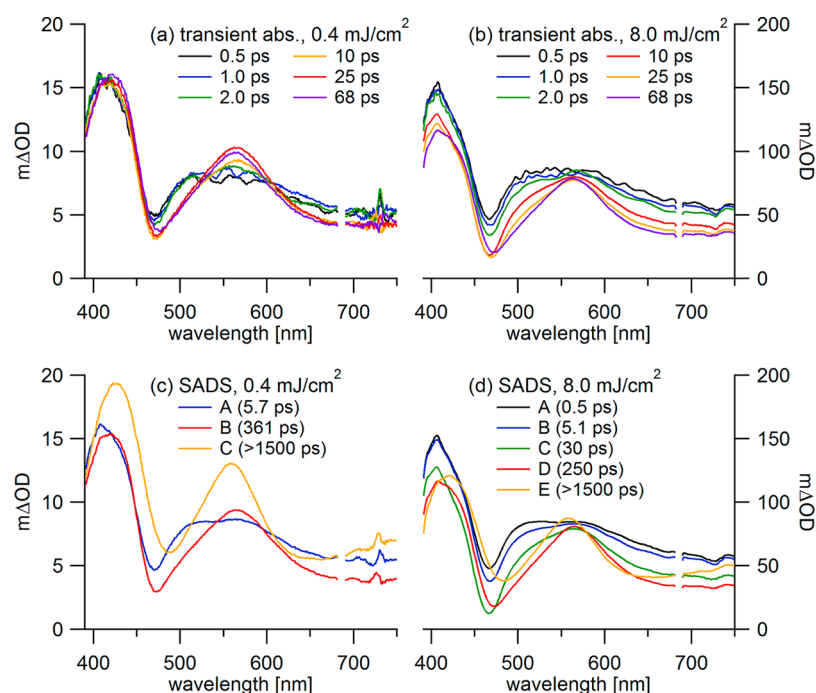 (a) transient abs., 0.4 mJ/cm²
0.5 ps 10 ps
1.0 ps 25 ps
2.0 ps 68 ps
20
15
10
5
0
m∆OD
400 500 600 700
wavelength [nm]
(b) transient abs., 8.0 mJ/cm²
0.5 ps 10 ps
1.0 ps 25 ps
2.0 ps 68 ps
200
150
100
50
0
m∆OD
400 500 600 700
wavelength [nm]
(c) SADS, 0.4 mJ/cm²
A (5.7 ps)
B (361 ps)
C (>1500 ps)
20
15
10
5
0
m∆OD
400 500 600 700
wavelength [nm]
(d) SADS, 8.0 mJ/cm²
A (0.5 ps)
B (5.1 ps)
C (30 ps)
D (250 ps)
E (>1500 ps)
200
150
100
50
0
m∆OD
400 500 600 700
wavelength [nm]